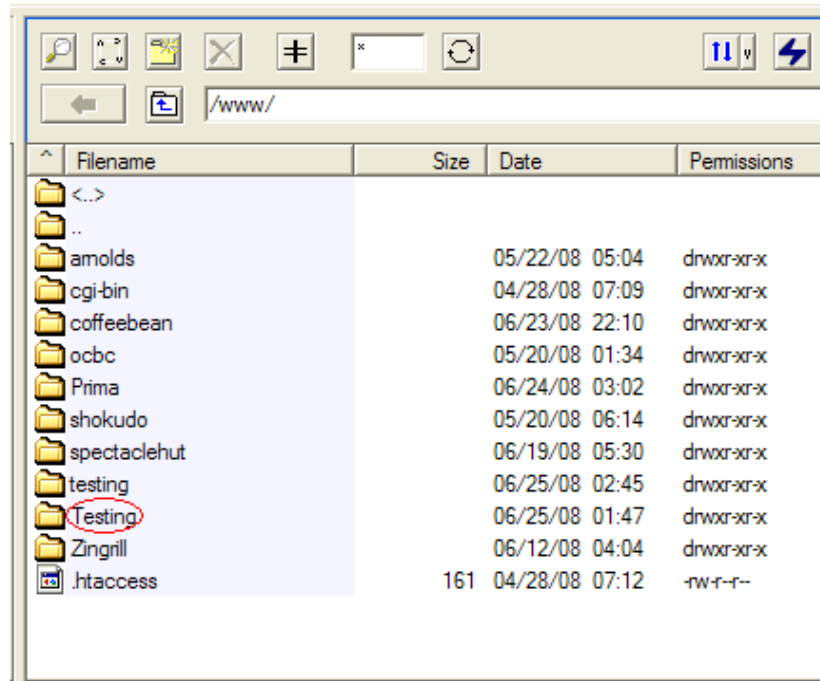 *
/www/
^ Filename Size Date Permissions
<..>
..
arnolds 05/22/08 05:04 drwxr-xr-x
cgi-bin 04/28/08 07:09 drwxr-xr-x
coffeebean 06/23/08 22:10 drwxr-xr-x
ocbc 05/20/08 01:34 drwxr-xr-x
Prima 06/24/08 03:02 drwxr-xr-x
shokudo 05/20/08 06:14 drwxr-xr-x
spectaclehut 06/19/08 05:30 drwxr-xr-x
testing 06/25/08 02:45 drwxr-xr-x
Testing 06/25/08 01:47 drwxr-xr-x
Zingrill 06/12/08 04:04 drwxr-xr-x
.htaccess 161 04/28/08 07:12 -rw-r--r--